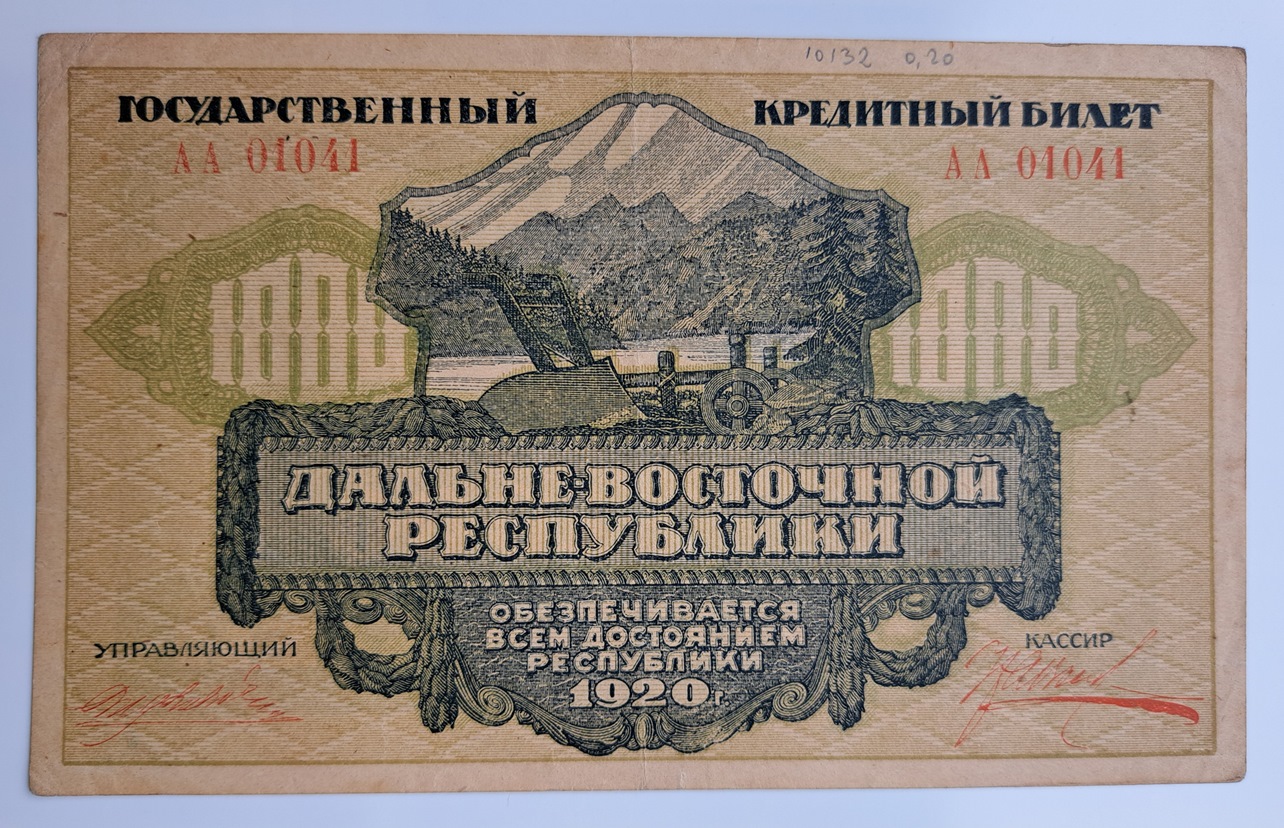 10132 0,20
ГОСУДАРСТВЕННЫЙ КРЕДИТНЫЙ БИЛЕТ
АА 01041 АА 01041
1000 1000
ДАЛЬНЕ-ВОСТОЧНОЙ
РЕСПУБЛИКИ
ОБЕЗПЕЧИВАЕТСЯ
ВСЕМ ДОСТОЯНИЕМ
РЕСПУБЛИКИ
1920г.
УПРАВЛЯЮЩИЙ КАССИР